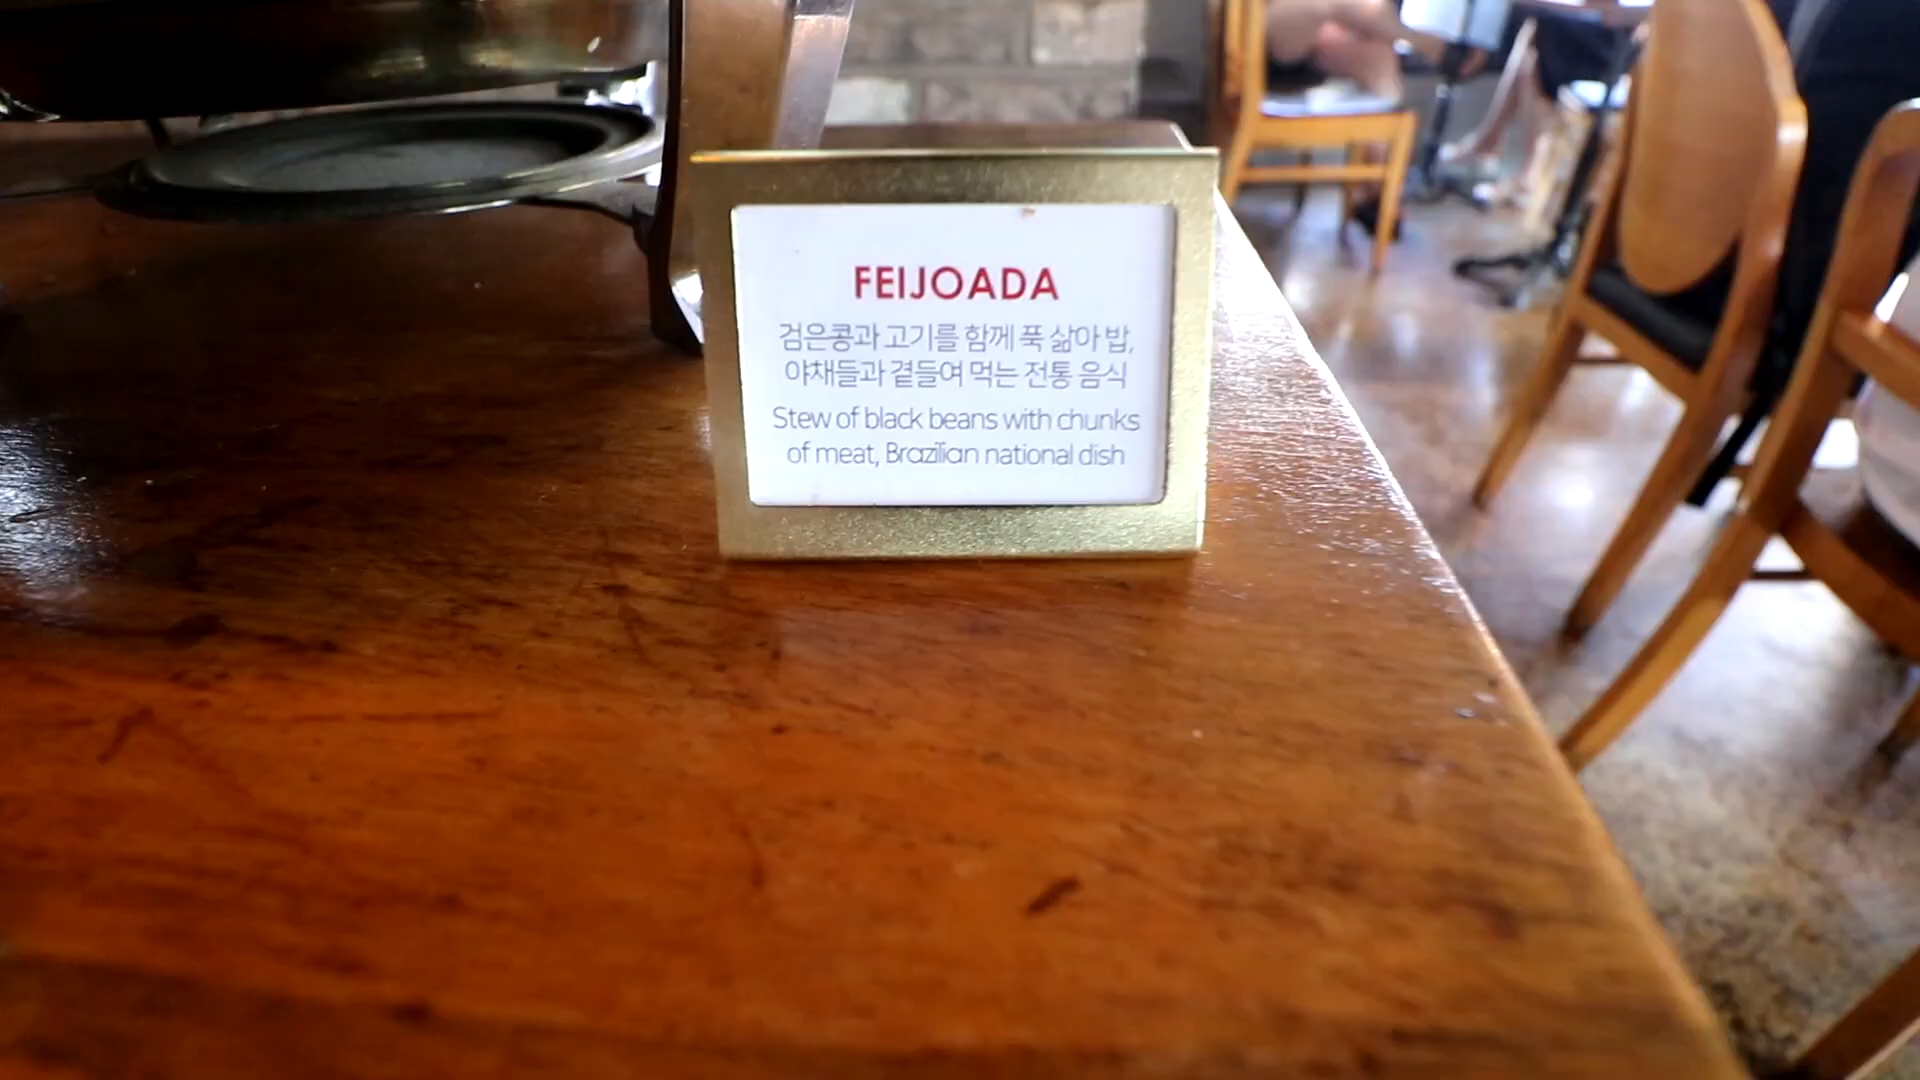 FEIJOADA
검은콩과 고기를 함께 푹 삶아 밥,
야채들과 곁들여 먹는 전통 음식
Stew of black beans with chunks
of meat, Brazilian national dish